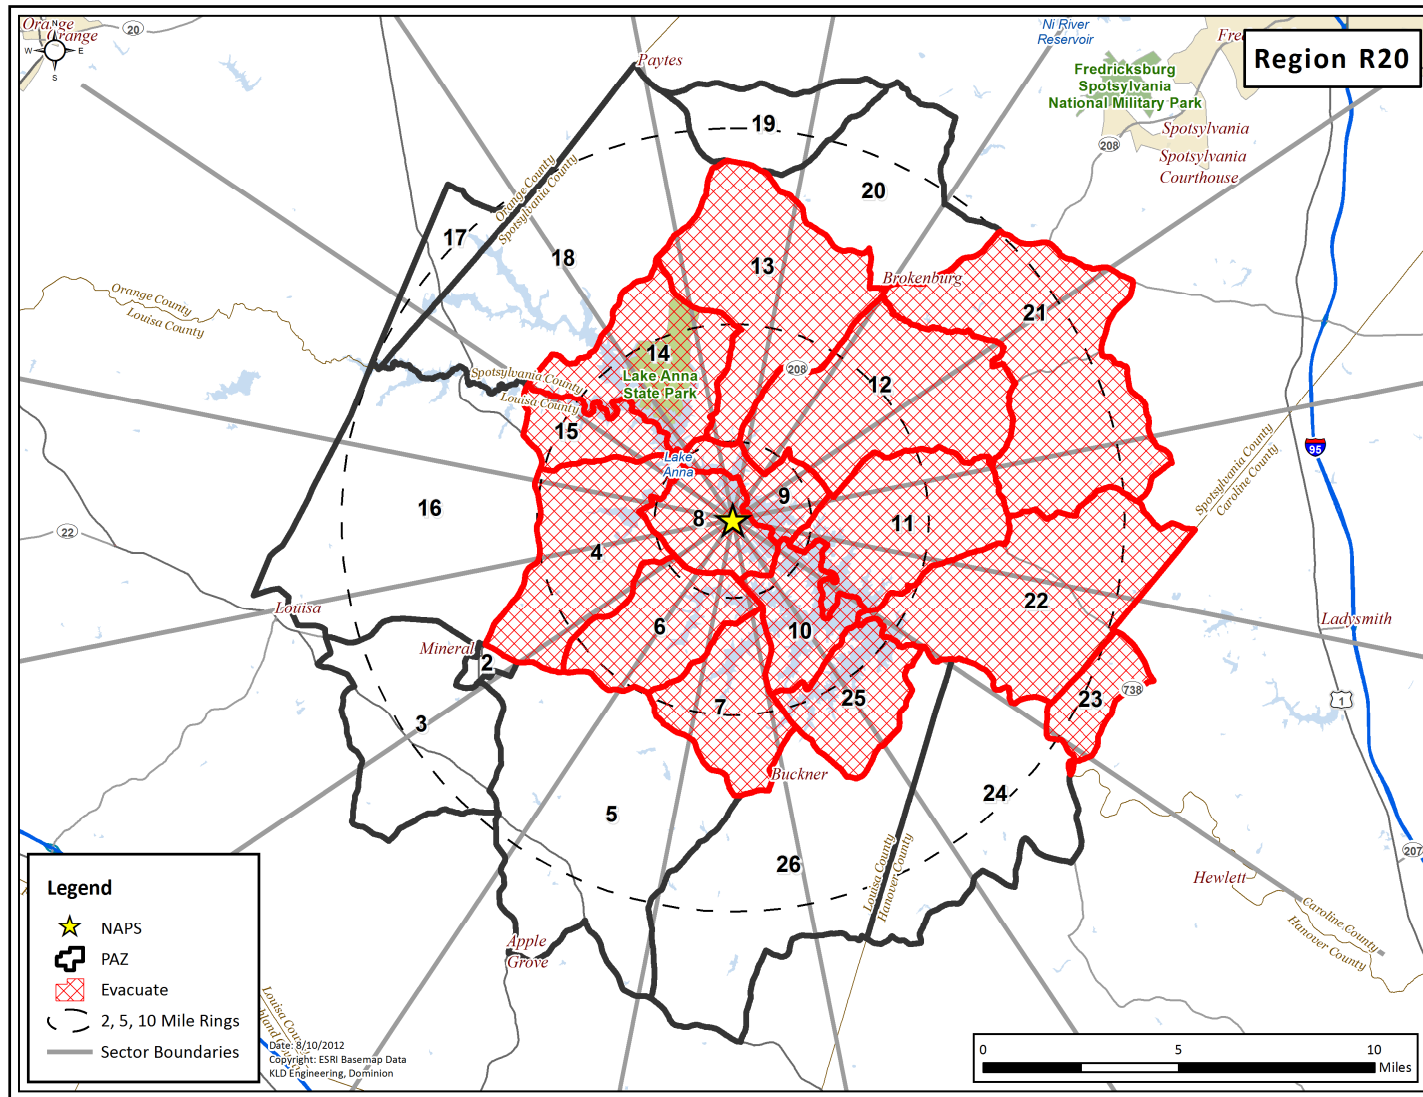 Orange
Orange
20
N
W
E
S
Paytes
Ni River
Reservoir
Region R20
Fredricksburg
Spotsylvania
National Military Park
208
Spotsylvania
Spotsylvania
Courthouse
19
20
Orange County
Spotsylvania County
17
18
13
Brokenburg
21
Orange County
Louisa County
14
Lake Anna
State Park
208
12
Spotsylvania County
Louisa County
15
Lake
Anna
95
Spotsylvania County
Caroline County
16
9
8
11
22
4
Louisa
22
Ladysmith
6
10
Mineral
2
738
1
3
7
25
23
Buckner
5
24
26
207
Louisa County
Hanover County
Hewlett
Caroline County
Hanover County
Apple
Grove
Legend
NAPS
PAZ
Evacuate
2, 5, 10 Mile Rings
Sector Boundaries
Louisa County
Date: 8/10/2012
Copyright: ESRI Basemap Data
KLD Engineering, Dominion
0
5
10
Miles